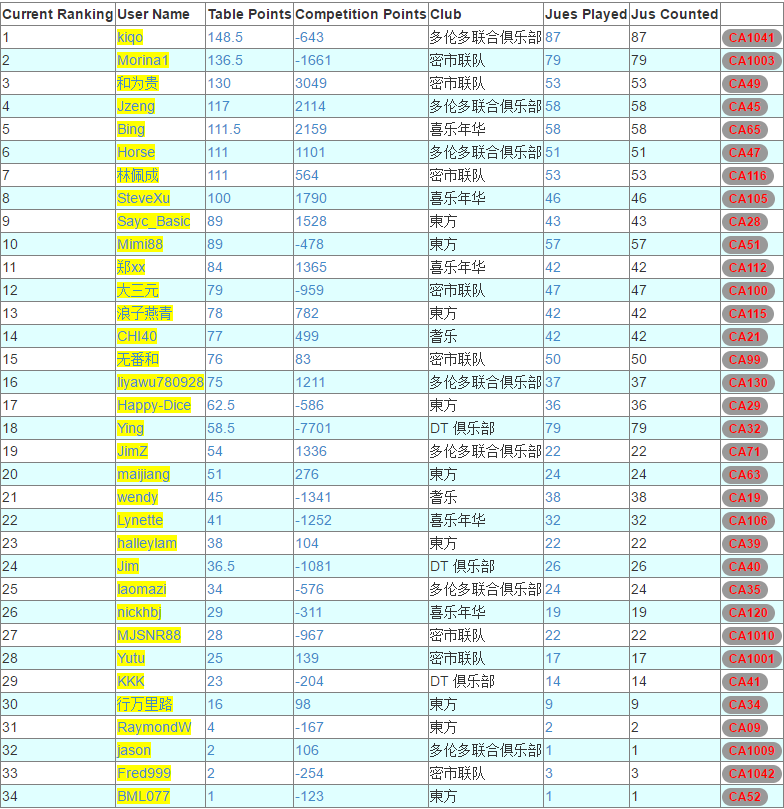 Current Ranking User Name Table Points Competition Points Club Jues Played Jus Counted
1 kiqo 148.5 -643 多伦多联合俱乐部 87 87 CA1041
2 Morina1 136.5 -1661 密市联队 79 79 CA1003
3 和为贵 130 3049 密市联队 53 53 CA49
4 Jzeng 117 2114 多伦多联合俱乐部 58 58 CA45
5 Bing 111.5 2159 喜乐年华 58 58 CA65
6 Horse 111 1101 多伦多联合俱乐部 51 51 CA47
7 林佩成 111 564 密市联队 53 53 CA116
8 SteveXu 100 1790 喜乐年华 46 46 CA105
9 Sayc_Basic 89 1528 東方 43 43 CA28
10 Mimi88 89 -478 東方 57 57 CA51
11 郑xx 84 1365 喜乐年华 42 42 CA112
12 大三元 79 -959 密市联队 47 47 CA100
13 浪子燕青 78 782 東方 42 42 CA115
14 CHI40 77 499 耆乐 42 42 CA21
15 无番和 76 83 密市联队 50 50 CA99
16 liyawu780928 75 1211 多伦多联合俱乐部 37 37 CA130
17 Happy-Dice 62.5 -586 東方 36 36 CA29
18 Ying 58.5 -7701 DT 俱乐部 79 79 CA32
19 JimZ 54 1336 多伦多联合俱乐部 22 22 CA71
20 maijiang 51 276 東方 24 24 CA63
21 wendy 45 -1341 耆乐 38 38 CA19
22 Lynette 41 -1252 喜乐年华 32 32 CA106
23 halleylam 38 104 東方 22 22 CA39
24 Jim 36.5 -1081 DT 俱乐部 26 26 CA40
25 laomazi 34 -576 多伦多联合俱乐部 24 24 CA35
26 nickhbj 29 -311 喜乐年华 19 19 CA120
27 MJSNR88 28 -967 密市联队 22 22 CA1010
28 Yutu 25 139 密市联队 17 17 CA1001
29 KKK 23 -204 DT 俱乐部 14 14 CA41
30 行万里路 16 98 東方 9 9 CA34
31 RaymondW 4 -167 東方 2 2 CA09
32 jason 2 106 多伦多联合俱乐部 1 1 CA1009
33 Fred999 2 -254 密市联队 3 3 CA1042
34 BML077 1 -123 東方 1 1 CA52